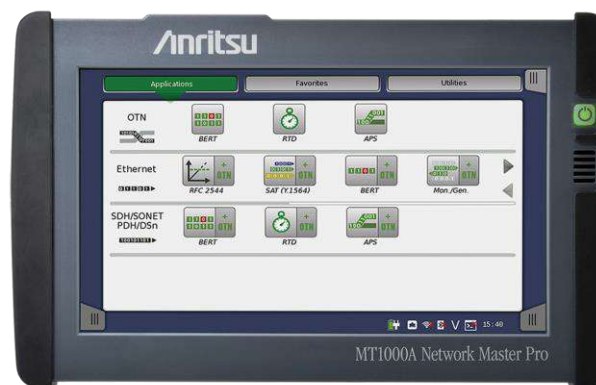 Anritsu
Applications Favorites Utilities
OTN
BERT RTD APS
Ethernet
RFC 2544 SAT (Y.1564) BERT Mon./Gen.
SDH/SONET
PDH/DSn
BERT RTD APS
15:40
MT1000A Network Master Pro